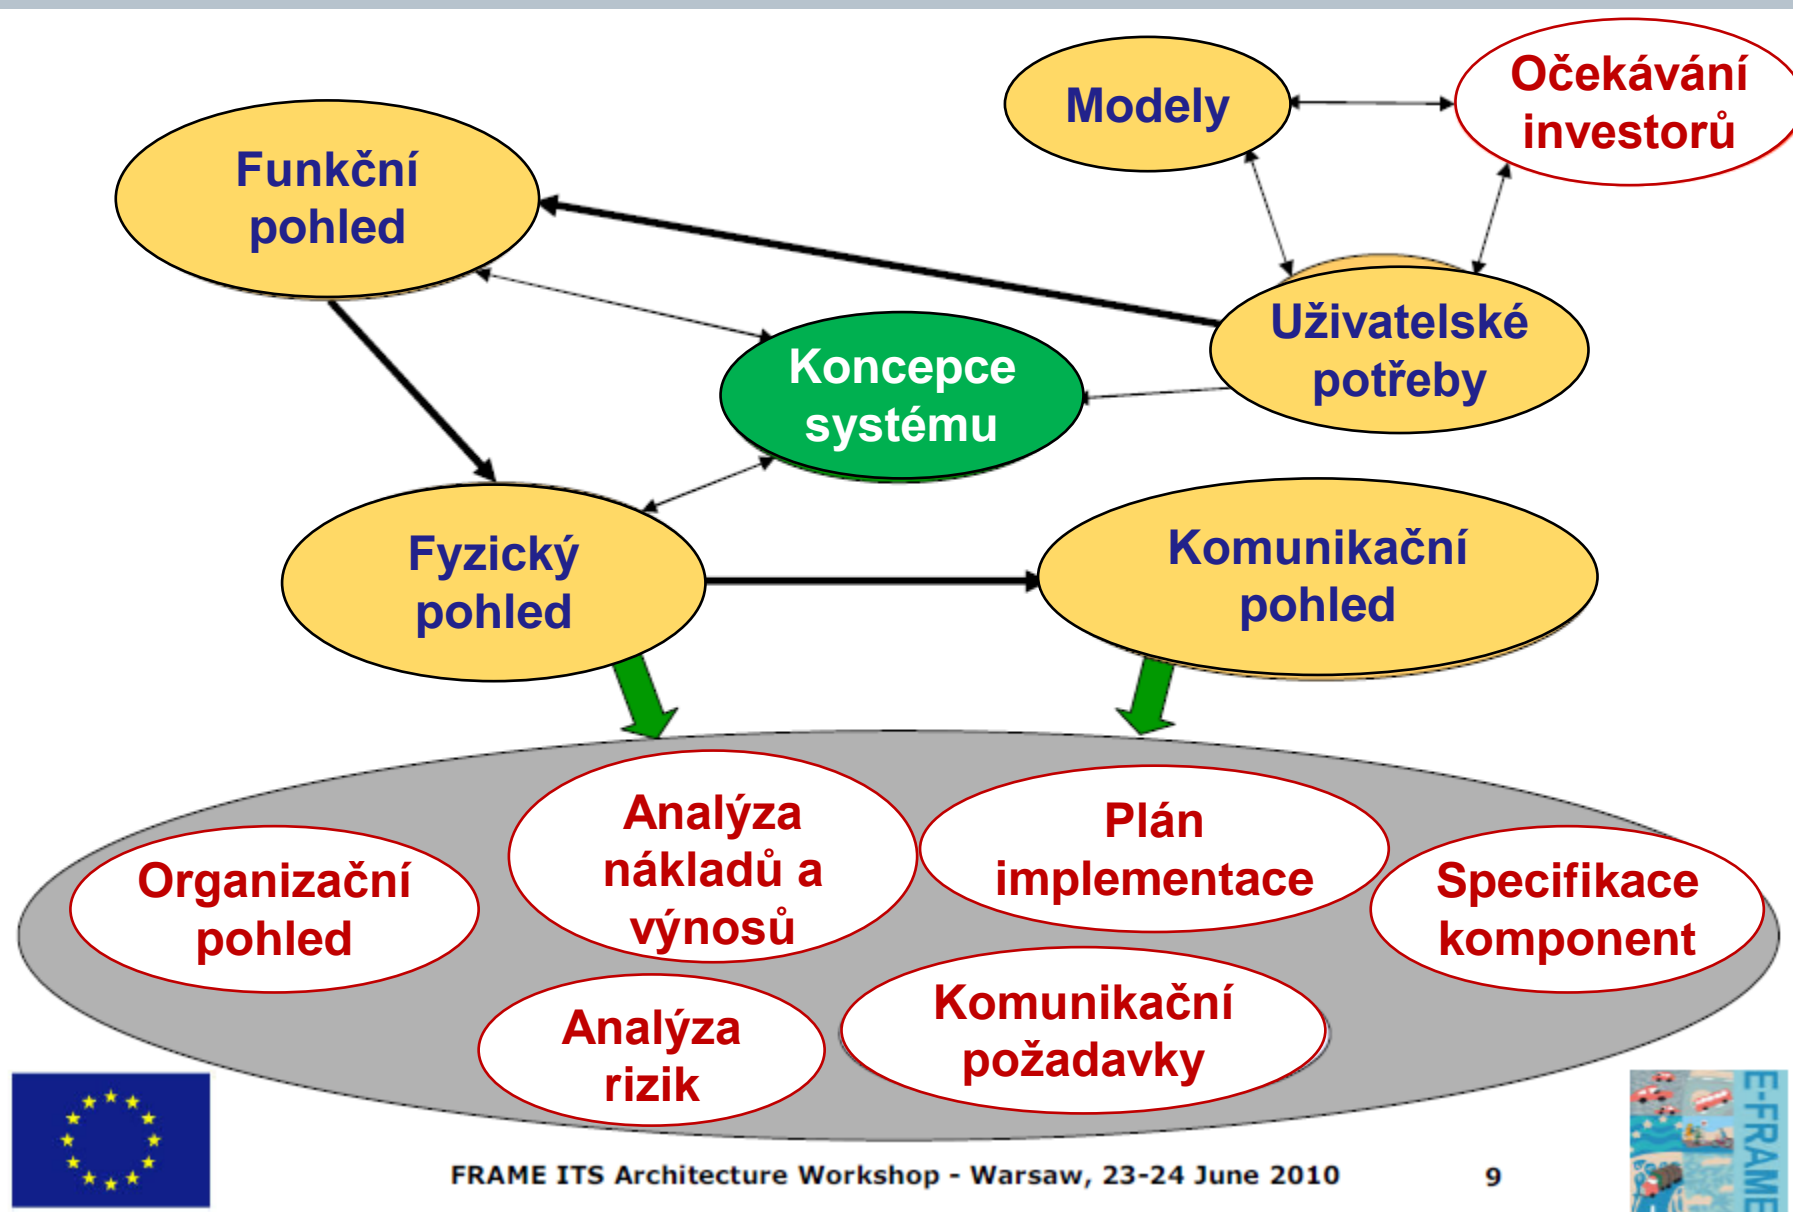 Očekávání
investorů
Modely
Funkční
pohled
Uživatelské
potřeby
Koncepce
systému
Fyzický
pohled
Komunikační
pohled
Analýza
nákladů a
výnosů
Plán
implementace
Organizační
pohled
Specifikace
komponent
Analýza
rizik
Komunikační
požadavky
E-FRAME
FRAME ITS Architecture Workshop - Warsaw, 23-24 June 2010
9